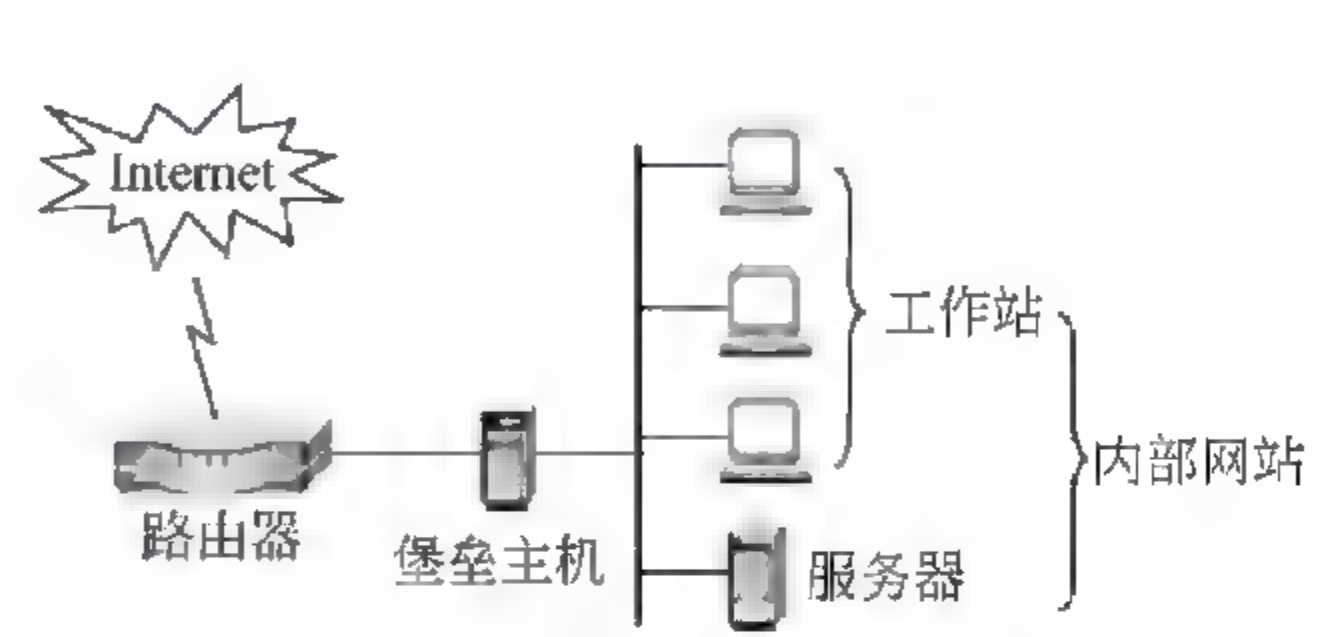 Internet
工作站
内部网站
路由器
堡垒主机
服务器